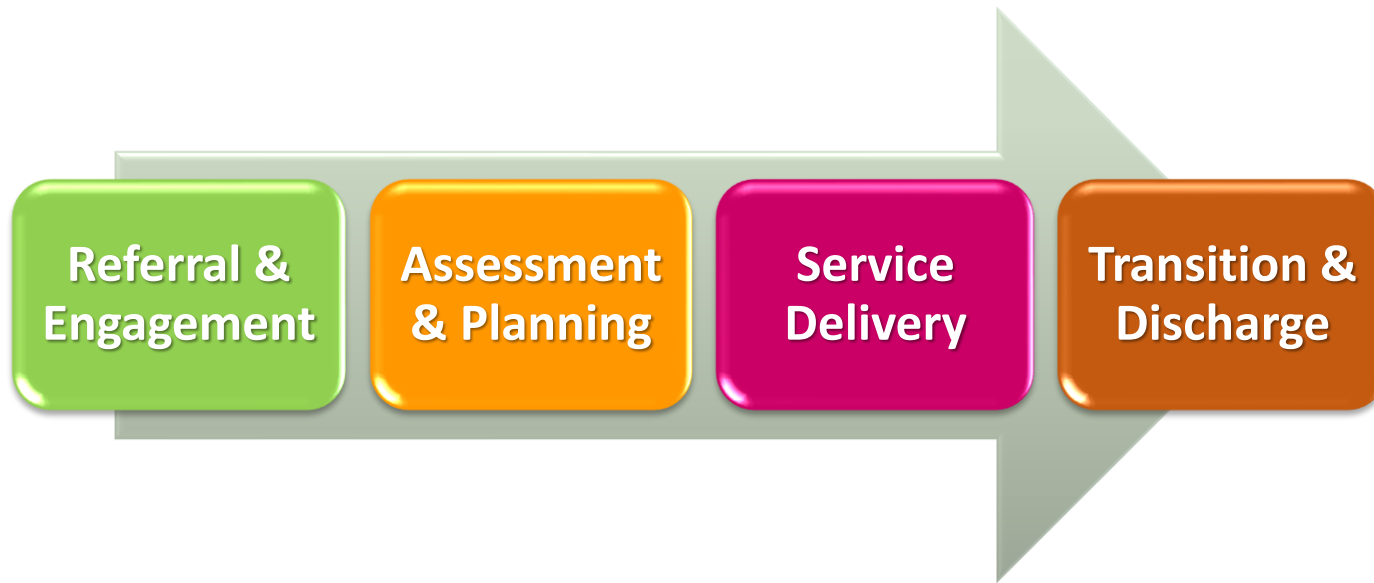 Referral &
Engagement
Assessment
& Planning
Service
Delivery
Transition &
Discharge